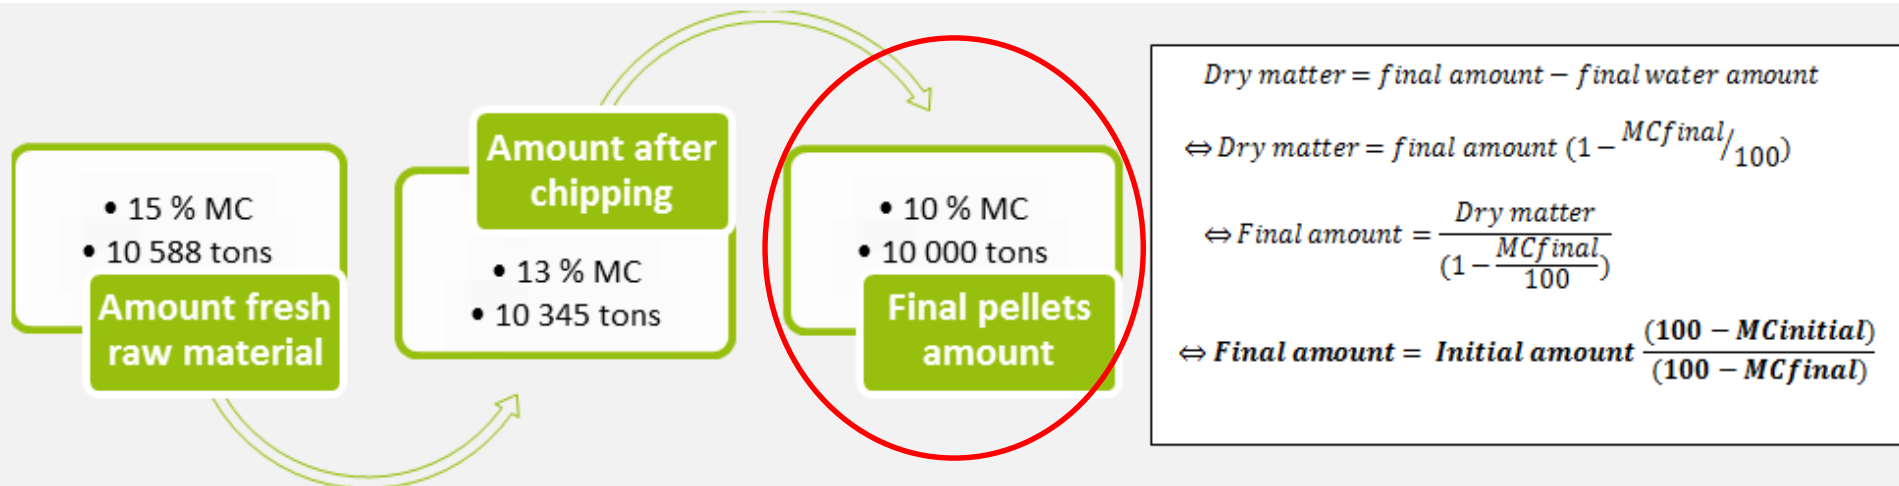 • 15 % MC
• 10 588 tons
Amount fresh
raw material
Amount after
chipping
• 13 % MC
• 10 345 tons
• 10 % MC
• 10 000 tons
Final pellets
amount
Dry matter = final amount − final water amount
⇔ Dry matter = final amount (1 − MCfinal/100)
⇔ Final amount = Dry matter / (1 − MCfinal/100)
⇔ Final amount = Initial amount (100 − MCinitial) / (100 − MCfinal)